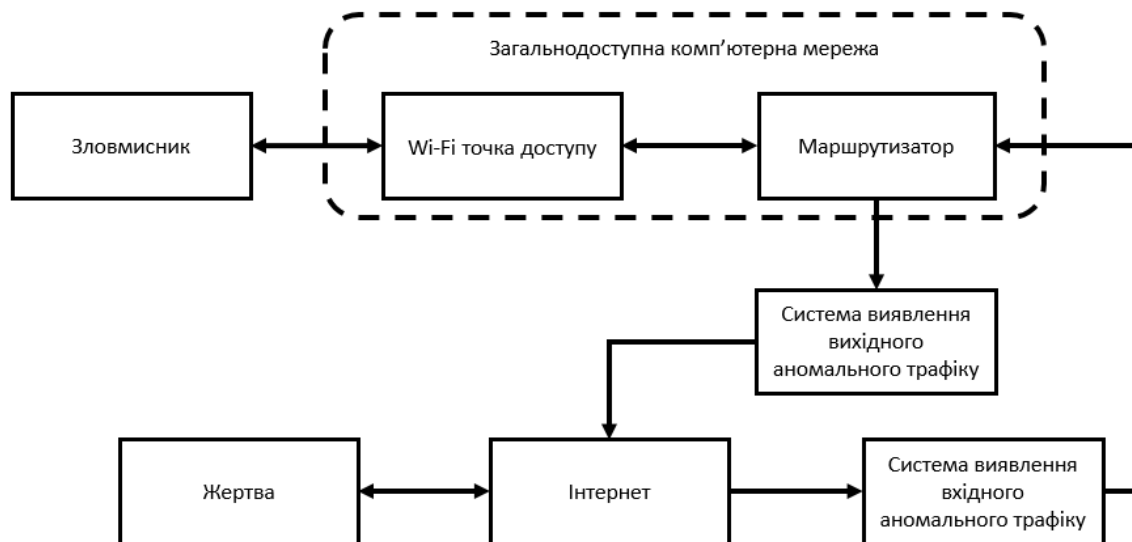 Загальнодоступна комп’ютерна мережа
Зловмисник
Wi-Fi точка доступу
Маршрутизатор
Система виявлення
вихідного
аномального трафіку
Жертва
Інтернет
Система виявлення
вхідного
аномального трафіку